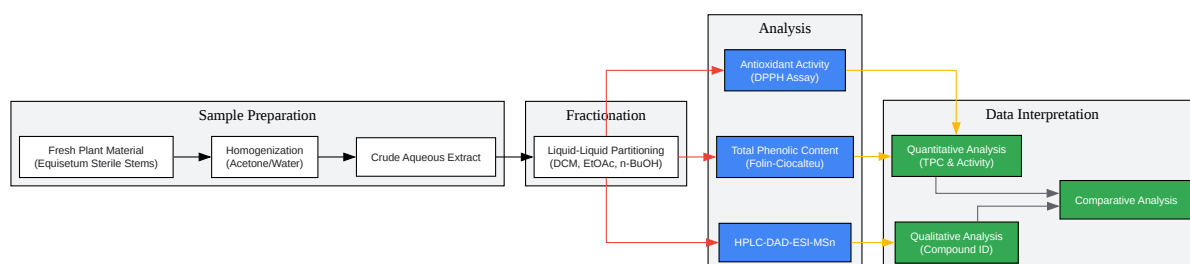 Sample Preparation
Fresh Plant Material
(Equisetum Sterile Stems)
Homogenization
(Acetone/Water)
Crude Aqueous Extract
Fractionation
Liquid-Liquid Partitioning
(DCM, EtOAc, n-BuOH)
Analysis
Antioxidant Activity
(DPPH Assay)
Total Phenolic Content
(Folin-Ciocalteu)
HPLC-DAD-ESI-MSn
Data Interpretation
Quantitative Analysis
(TPC & Activity)
Qualitative Analysis
(Compound ID)
Comparative Analysis